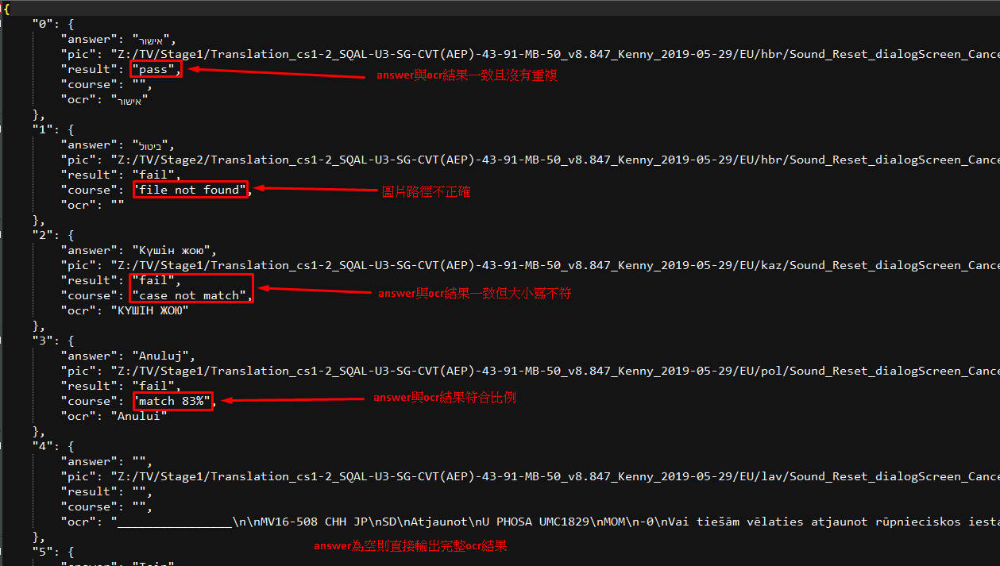 {
"0": {
"answer": "אישור",
"pic": "Z:/TV/Stage1/Translation_cs1-2_SQAL-U3-SG-CVT(AEP)-43-91-MB-50_v8.847_Kenny_2019-05-29/EU/hbr/Sound_Reset_dialogScreen_Cance
"result": "pass", answer與ocr結果一致且沒有重複
"course": "",
"ocr": "אישור"
},
"1": {
"answer": "ביטול",
"pic": "Z:/TV/Stage2/Translation_cs1-2_SQAL-U3-SG-CVT(AEP)-43-91-MB-50_v8.847_Kenny_2019-05-29/EU/hbr/Sound_Reset_dialogScreen_Cance
"result": "fail",
"course": "file not found", 圖片路徑不正確
"ocr": ""
},
"2": {
"answer": "Күшін жою",
"pic": "Z:/TV/Stage1/Translation_cs1-2_SQAL-U3-SG-CVT(AEP)-43-91-MB-50_v8.847_Kenny_2019-05-29/EU/kaz/Sound_Reset_dialogScreen_Cance
"result": "fail",
"course": "case not match", answer與ocr結果一致但大小寫不符
"ocr": "КҮШІН ЖОЮ"
},
"3": {
"answer": "Anuluj",
"pic": "Z:/TV/Stage1/Translation_cs1-2_SQAL-U3-SG-CVT(AEP)-43-91-MB-50_v8.847_Kenny_2019-05-29/EU/pol/Sound_Reset_dialogScreen_Cance
"result": "fail",
"course": "match 83%", answer與ocr結果符合比例
"ocr": "Anului"
},
"4": {
"answer": "",
"pic": "Z:/TV/Stage1/Translation_cs1-2_SQAL-U3-SG-CVT(AEP)-43-91-MB-50_v8.847_Kenny_2019-05-29/EU/lav/Sound_Reset_dialogScreen_Cance
"result": "",
"course": "",
"ocr": "________________\n\nMV16-508 CHH JP\nSD\nAtjaunot\nU PHOSA UMC1829\nMOM\n-0\nVai tiešām vēlaties atjaunot rūpnieciskos iesta
},
answer為空則直接輸出完整ocr結果
"5": {